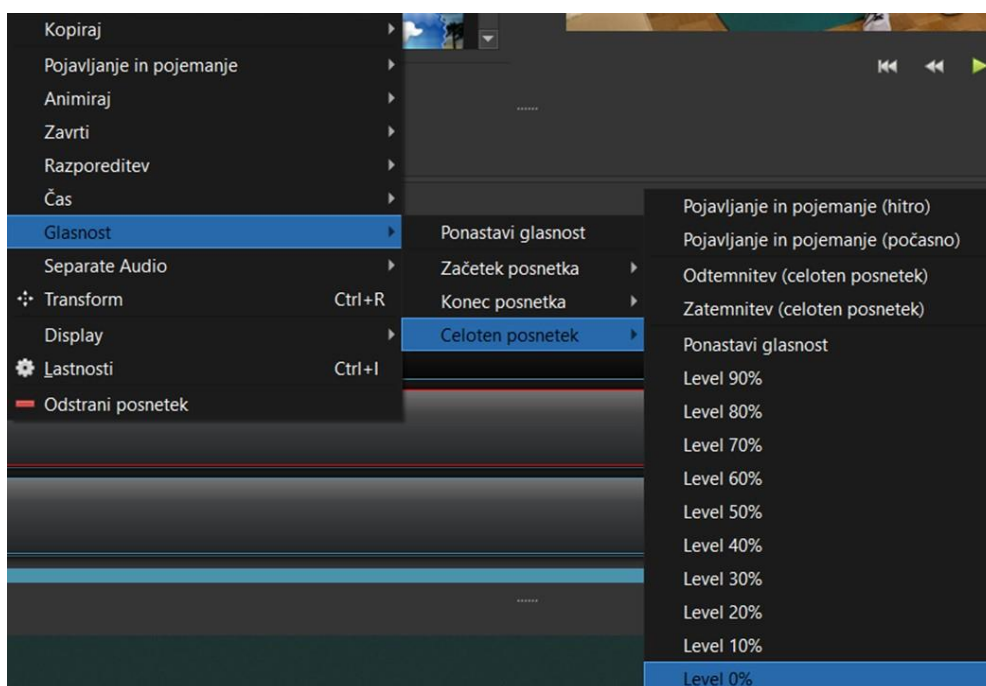 Kopiraj
Pojavljanje in pojemanje
Animiraj
Zavrti
Razporeditev
Čas
Glasnost
Separate Audio
Transform Ctrl+R
Display
Lastnosti Ctrl+I
Odstrani posnetek
Ponastavi glasnost
Začetek posnetka
Konec posnetka
Celoten posnetek
Pojavljanje in pojemanje (hitro)
Pojavljanje in pojemanje (počasno)
Odtemnitev (celoten posnetek)
Zatemnitev (celoten posnetek)
Ponastavi glasnost
Level 90%
Level 80%
Level 70%
Level 60%
Level 50%
Level 40%
Level 30%
Level 20%
Level 10%
Level 0%